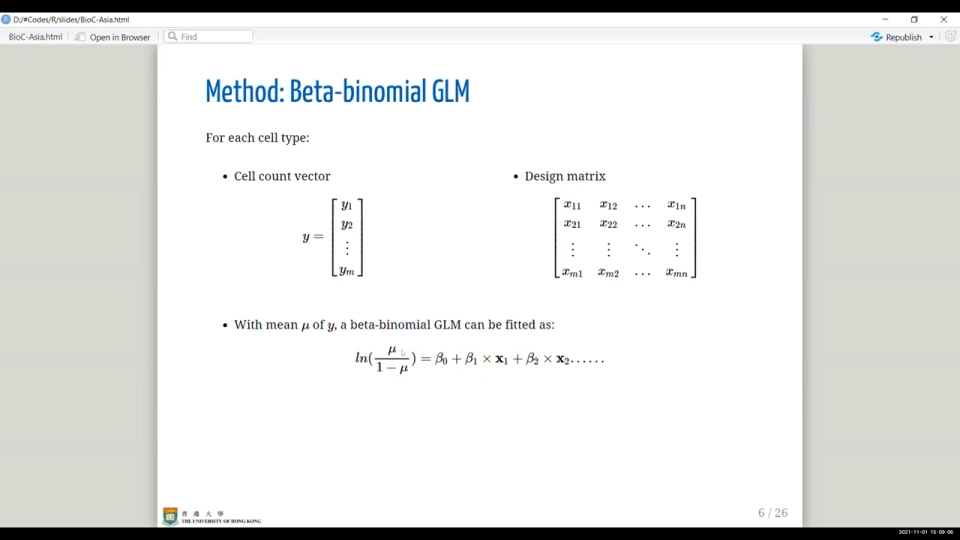 D:/#Codes/R/slides/BioC-Asia.html
BioC-Asia.html Open in Browser Find Republish
Method: Beta-binomial GLM
For each cell type:
• Cell count vector
y = [y₁ y₂ ⋮ yₘ]
• Design matrix
x₁₁ x₁₂ … x₁ₙ
x₂₁ x₂₂ … x₂ₙ
⋮ ⋮ ⋱ ⋮
xₘ₁ xₘ₂ … xₘₙ
• With mean μ of y, a beta-binomial GLM can be fitted as:
ln(μ / 1 − μ) = β₀ + β₁ × x₁ + β₂ × x₂......
香港大學
THE UNIVERSITY OF HONG KONG
6 / 26
2021-11-01 15:09:06